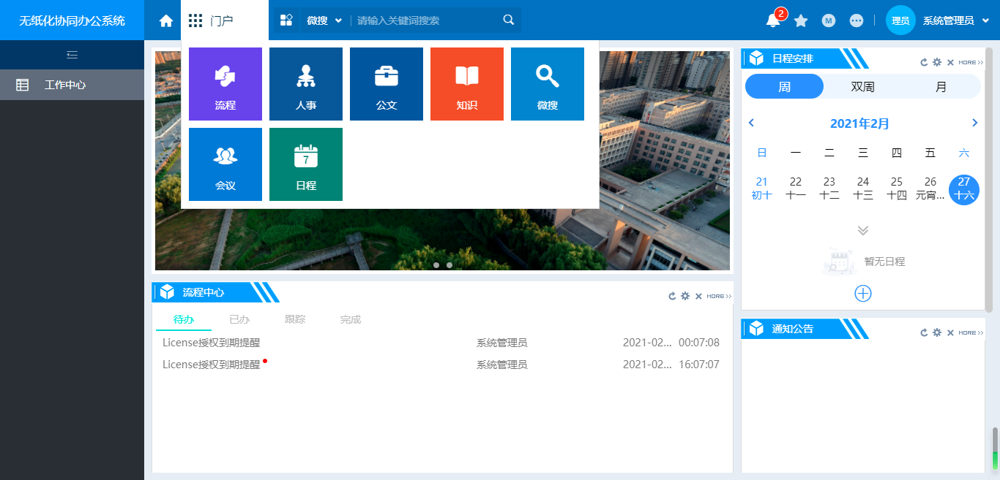 无纸化协同办公系统
门户
微搜
请输入关键词搜索
2
M
理员
系统管理员
工作中心
流程
人事
公文
知识
微搜
会议
7
日程
流程中心
MORE
待办
已办
跟踪
完成
License授权到期提醒 系统管理员 2021-02... 00:07:08
License授权到期提醒 系统管理员 2021-02... 16:07:07
日程安排
MORE
周 双周 月
2021年2月
日 一 二 三 四 五 六
21 22 23 24 25 26 27
初十 十一 十二 十三 十四 元宵... 十六
暂无日程
通知公告
MORE